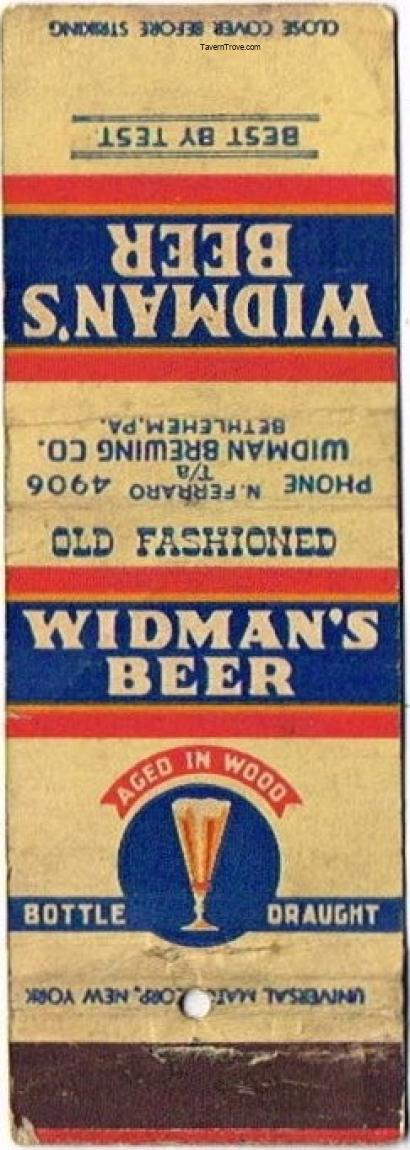 CLOSE COVER BEFORE STRIKING
TavernTrove.com
BEST BY TEST
WIDMAN'S
BEER
PHONE N. FERRARO 4906
T/a
WIDMAN BREWING CO.
BETHLEHEM, PA.
OLD FASHIONED
WIDMAN'S
BEER
AGED IN WOOD
BOTTLE DRAUGHT
UNIVERSAL CORP., NEW YORK